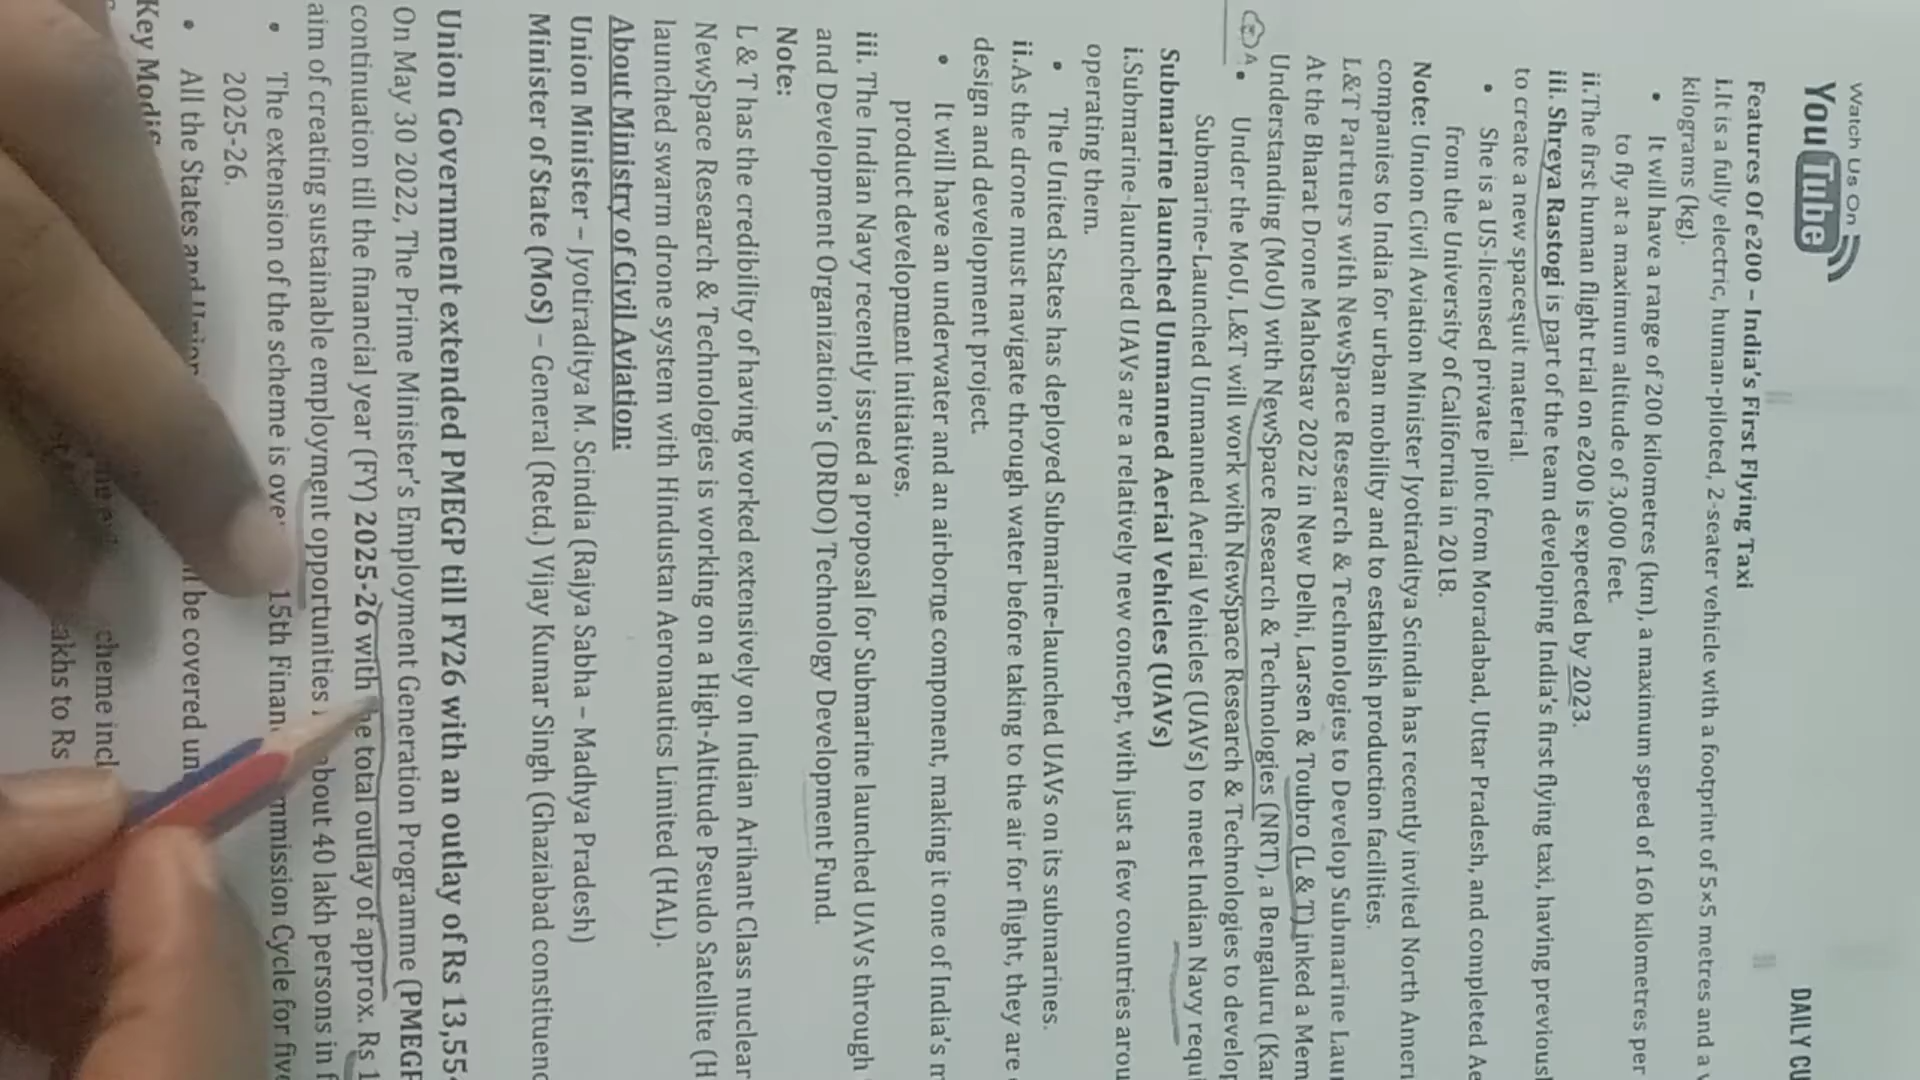 Watch Us On
YouTube
DAILY CU
Features Of e200 – India's First Flying Taxi
i.It is a fully electric, human-piloted, 2-seater vehicle with a footprint of 5×5 metres and a
kilograms (kg).
• It will have a range of 200 kilometres (km), a maximum speed of 160 kilometres per
to fly at a maximum altitude of 3,000 feet.
ii.The first human flight trial on e200 is expected by 2023.
iii. Shreya Rastogi is part of the team developing India's first flying taxi, having previousl
to create a new spacesuit material.
• She is a US-licensed private pilot from Moradabad, Uttar Pradesh, and completed Ae
from the University of California in 2018.
Note: Union Civil Aviation Minister Jyotiraditya Scindia has recently invited North Ameri
companies to India for urban mobility and to establish production facilities.
L&T Partners with NewSpace Research & Technologies to Develop Submarine Lau
At the Bharat Drone Mahotsav 2022 in New Delhi, Larsen & Toubro (L & T) inked a Mem
Understanding (MoU) with NewSpace Research & Technologies (NRT), a Bengaluru (Kar
• Under the MoU, L&T will work with NewSpace Research & Technologies to develop
Submarine-Launched Unmanned Aerial Vehicles (UAVs) to meet Indian Navy requi
Submarine launched Unmanned Aerial Vehicles (UAVs)
i.Submarine-launched UAVs are a relatively new concept, with just a few countries arou
operating them.
• The United States has deployed Submarine-launched UAVs on its submarines.
ii.As the drone must navigate through water before taking to the air for flight, they are
design and development project.
• It will have an underwater and an airborne component, making it one of India's m
product development initiatives.
iii. The Indian Navy recently issued a proposal for Submarine launched UAVs through
and Development Organization's (DRDO) Technology Development Fund.
Note:
L & T has the credibility of having worked extensively on Indian Arihant Class nuclear
NewSpace Research & Technologies is working on a High-Altitude Pseudo Satellite (H
launched swarm drone system with Hindustan Aeronautics Limited (HAL).
About Ministry of Civil Aviation:
Union Minister – Jyotiraditya M. Scindia (Rajya Sabha – Madhya Pradesh)
Minister of State (MoS) – General (Retd.) Vijay Kumar Singh (Ghaziabad constituenc
Union Government extended PMEGP till FY26 with an outlay of Rs 13,554
On May 30 2022, The Prime Minister's Employment Generation Programme (PMEGP
continuation till the financial year (FY) 2025-26 with the total outlay of approx. Rs 1
aim of creating sustainable employment opportunities about 40 lakh persons in f
• The extension of the scheme is over 15th Finan mmission Cycle for five
2025-26.
• All the States and Union be covered un
Key Modific
cheme incl
akhs to Rs